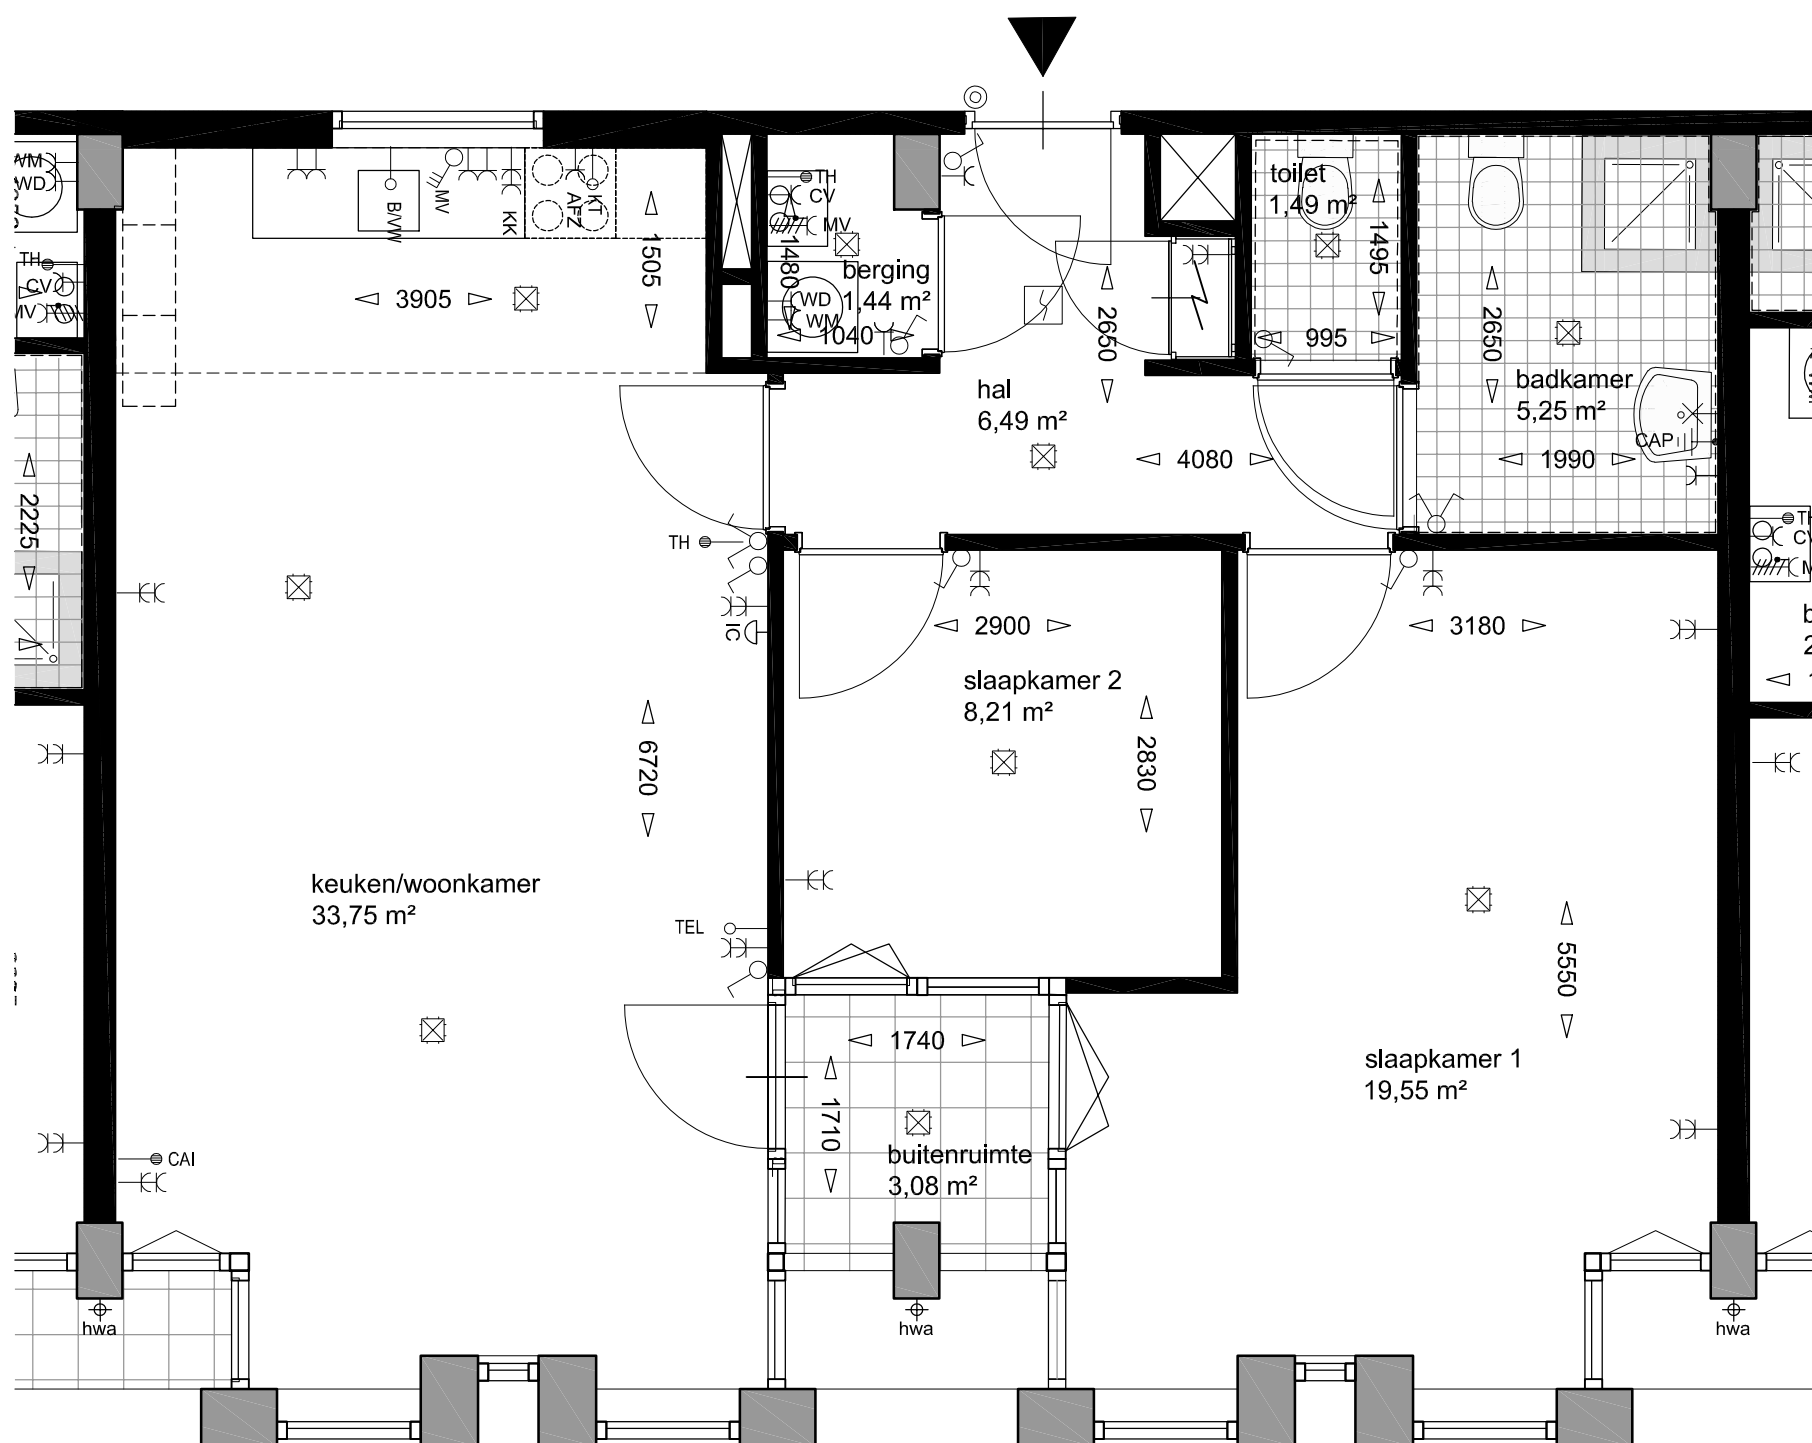 WM
WD
TH
CV
MV
2225
B/VW
MV
KK
AFZ
KT
3905
1505
TH
CV
MV
1480
berging
1,44 m²
WD
WM
1040
2650
toilet
1,49 m²
1495
995
2650
badkamer
5,25 m²
CAP
1990
hal
6,49 m²
4080
TH
IC
2900
slaapkamer 2
8,21 m²
2830
3180
6720
keuken/woonkamer
33,75 m²
TEL
5550
1740
1710
slaapkamer 1
19,55 m²
buitenruimte
3,08 m²
CAI
hwa
hwa
hwa